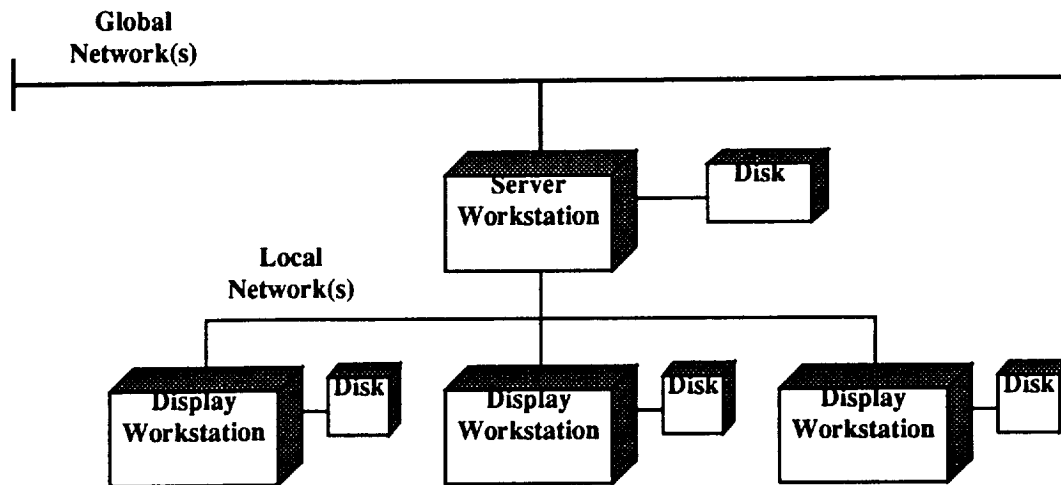 Global
Network(s)
Server
Workstation
Disk
Local
Network(s)
Display
Workstation
Disk
Display
Workstation
Disk
Display
Workstation
Disk